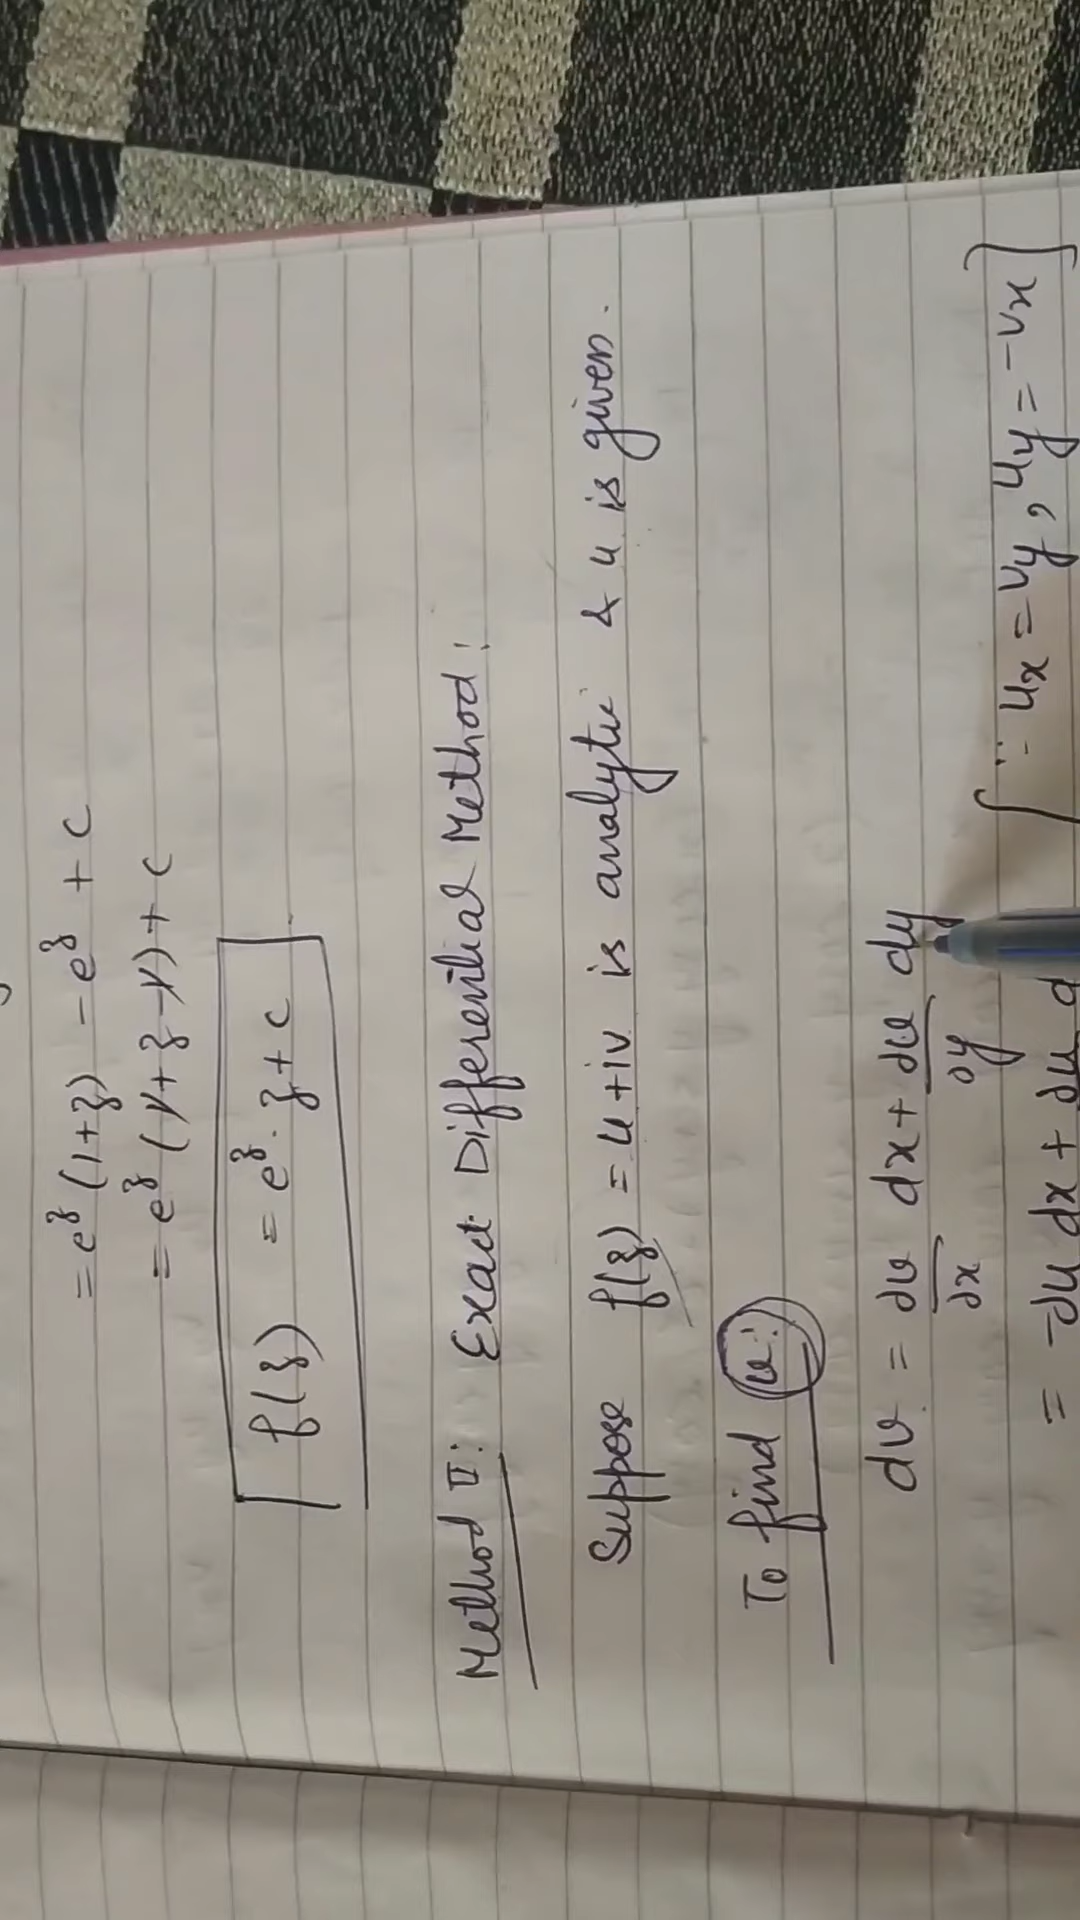 = e^z (1+z) - e^z + c
= e^z (1+z-1) + c
f(z) = e^z . z + c
Method II: Exact Differential Method:
Suppose f(z) = u+iv is analytic & u is given.
To find v:
dv = ∂v/∂x dx + ∂v/∂y dy
[∵ ux = vy, uy = -vx]
= -∂u dx + ∂u d